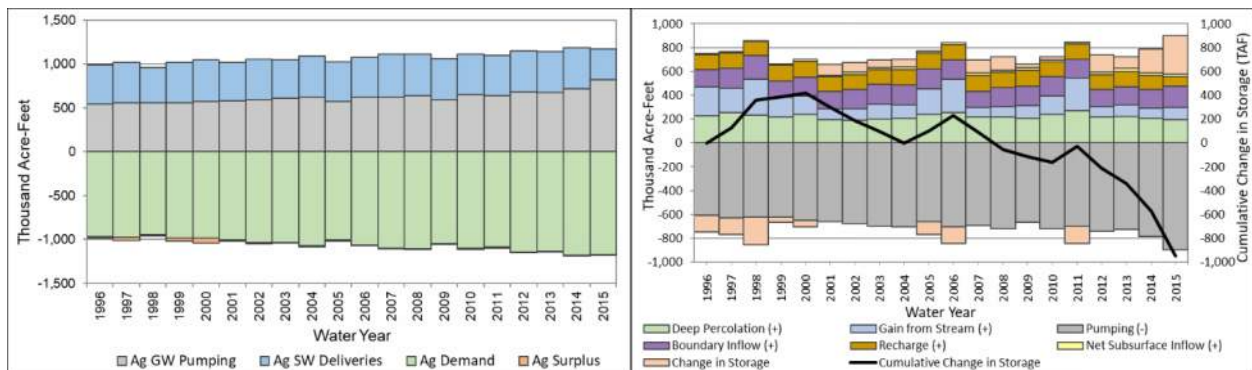 1,500
1,000
500
0
-500
-1,000
-1,500
Thousand Acre-Feet
1996 1997 1998 1999 2000 2001 2002 2003 2004 2005 2006 2007 2008 2009 2010 2011 2012 2013 2014 2015
Water Year
Ag GW Pumping Ag SW Deliveries Ag Demand Ag Surplus
1,000
800
600
400
200
0
-200
-400
-600
-800
-1,000
Thousand Acre-Feet
1,000
800
600
400
200
0
-200
-400
-600
-800
-1,000
Cumulative Change in Storage (TAF)
1996 1997 1998 1999 2000 2001 2002 2003 2004 2005 2006 2007 2008 2009 2010 2011 2012 2013 2014 2015
Water Year
Deep Percolation (+) Gain from Stream (+) Pumping (-)
Boundary Inflow (+) Recharge (+) Net Subsurface Inflow (+)
Change in Storage Cumulative Change in Storage